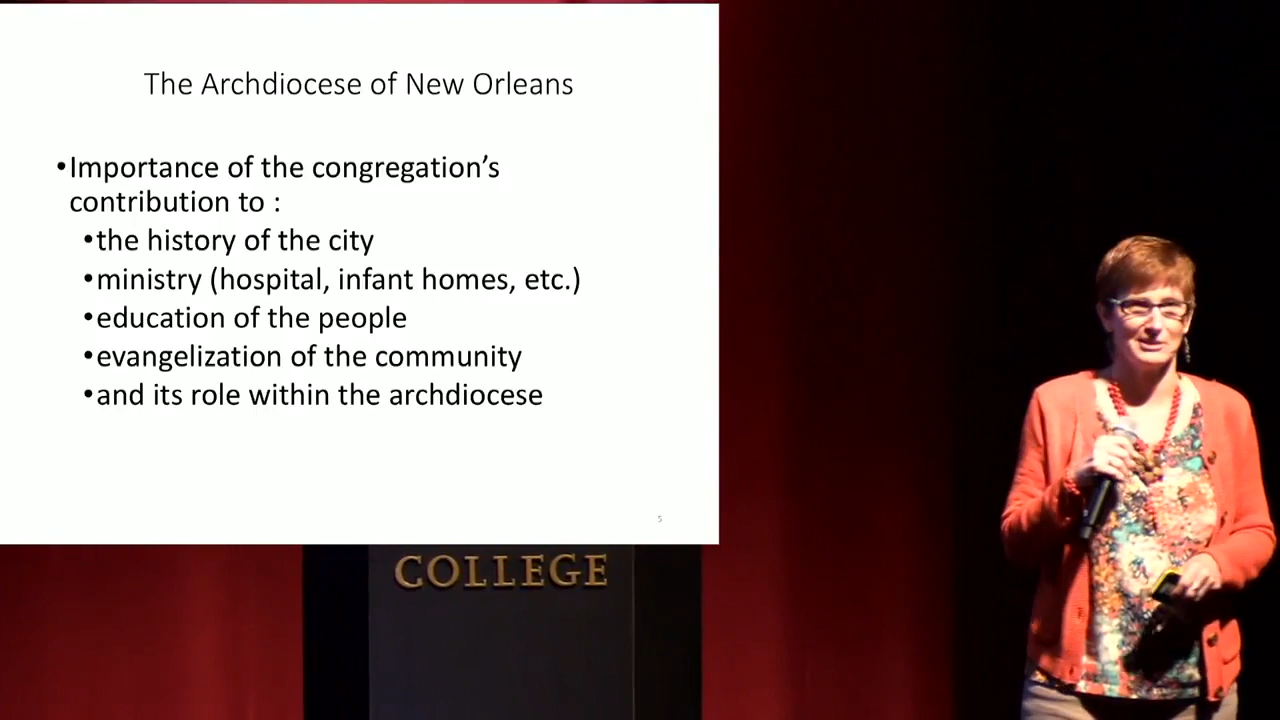 The Archdiocese of New Orleans
•Importance of the congregation’s
contribution to :
•the history of the city
•ministry (hospital, infant homes, etc.)
•education of the people
•evangelization of the community
•and its role within the archdiocese
5
COLLEGE